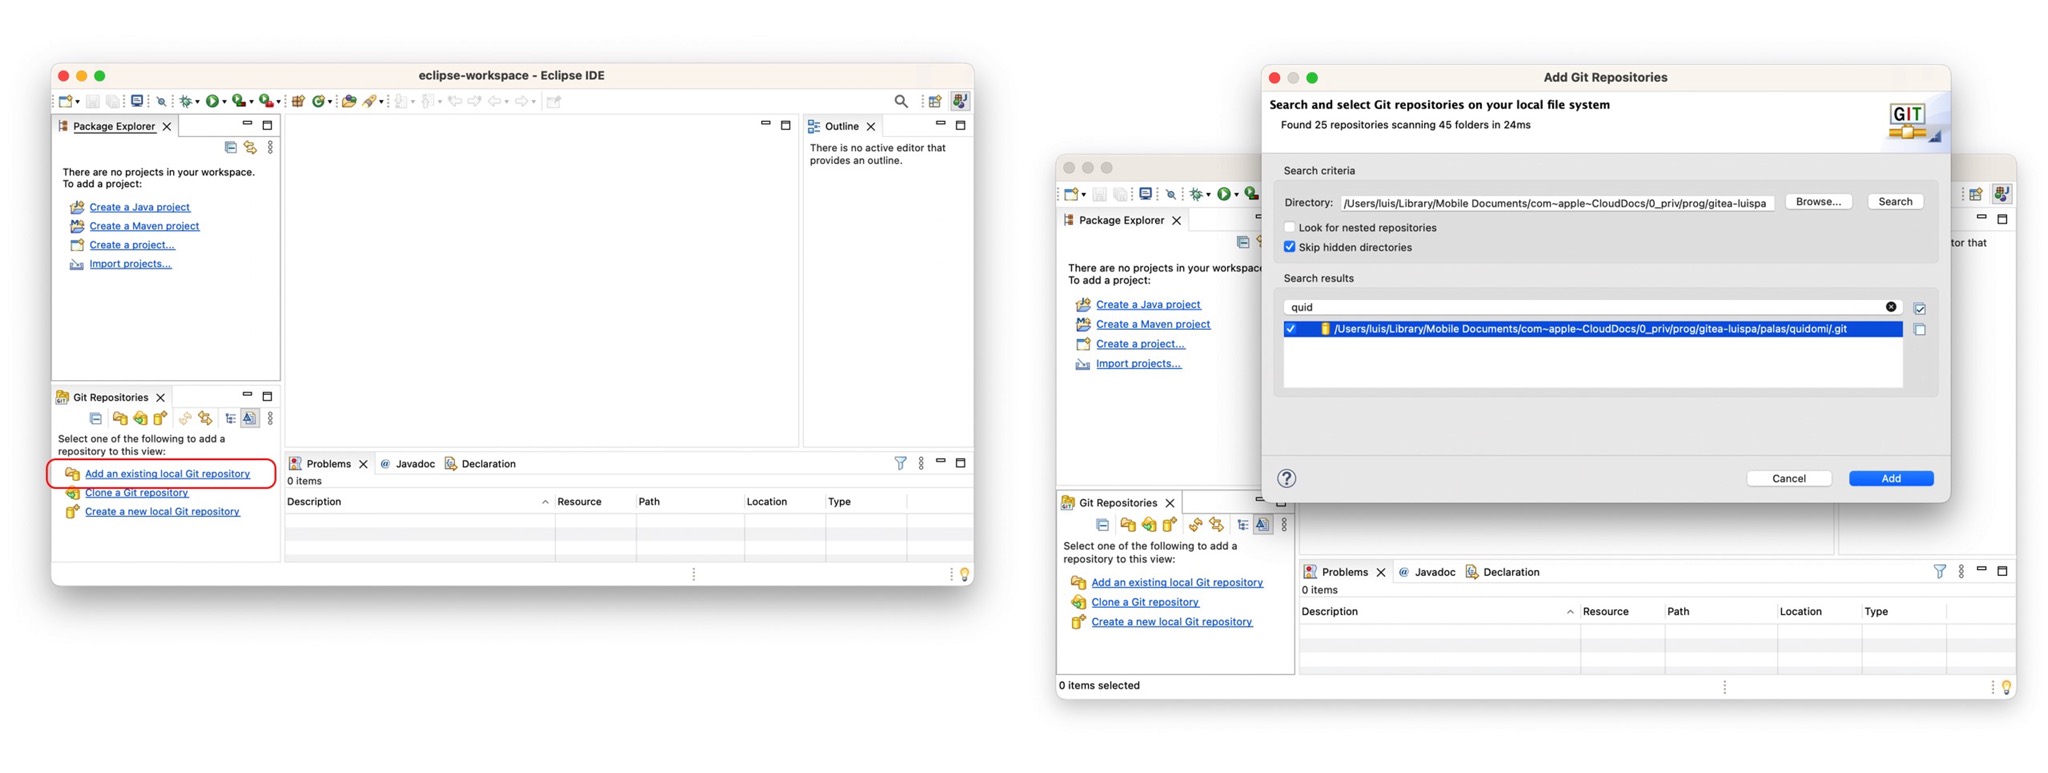 eclipse-workspace - Eclipse IDE
Package Explorer
There are no projects in your workspace.
To add a project:
Create a Java project
Create a Maven project
Create a project...
Import projects...
Outline
There is no active editor that
provides an outline.
Git Repositories
Select one of the following to add a
repository to this view:
Add an existing local Git repository
Clone a Git repository
Create a new local Git repository
Problems @ Javadoc Declaration
0 items
Description Resource Path Location Type
Add Git Repositories
Search and select Git repositories on your local file system
Found 25 repositories scanning 45 folders in 24ms
GIT
Search criteria
Directory: /Users/luis/Library/Mobile Documents/com~apple~CloudDocs/0_priv/prog/gitea-luispa Browse... Search
Look for nested repositories
Skip hidden directories
Search results
quid
/Users/luis/Library/Mobile Documents/com~apple~CloudDocs/0_priv/prog/gitea-luispa/palas/quidomi/.git
Cancel Add
Package Explorer
tor that
There are no projects in your workspace
To add a project:
Create a Java project
Create a Maven project
Create a project...
Import projects...
Git Repositories
Select one of the following to add a
repository to this view:
Add an existing local Git repository
Clone a Git repository
Create a new local Git repository
Problems @ Javadoc Declaration
0 items
Description Resource Path Location Type
0 items selected